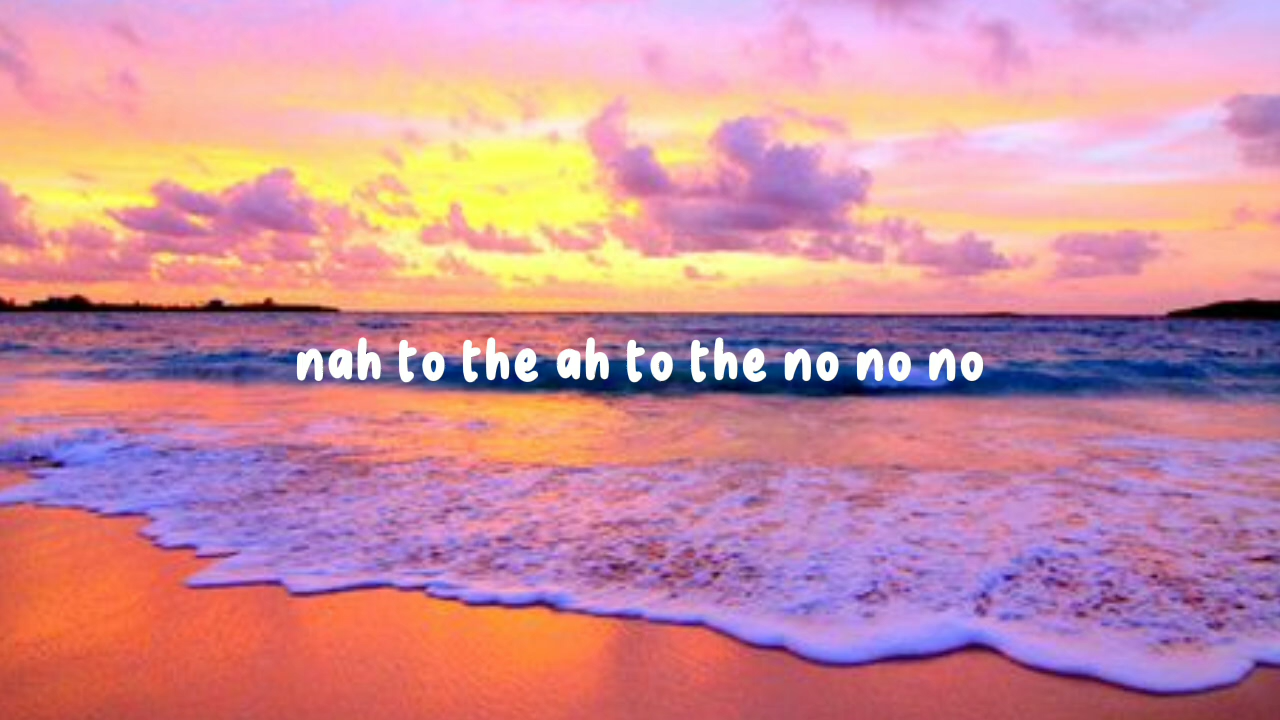 nah to the ah to the no no no